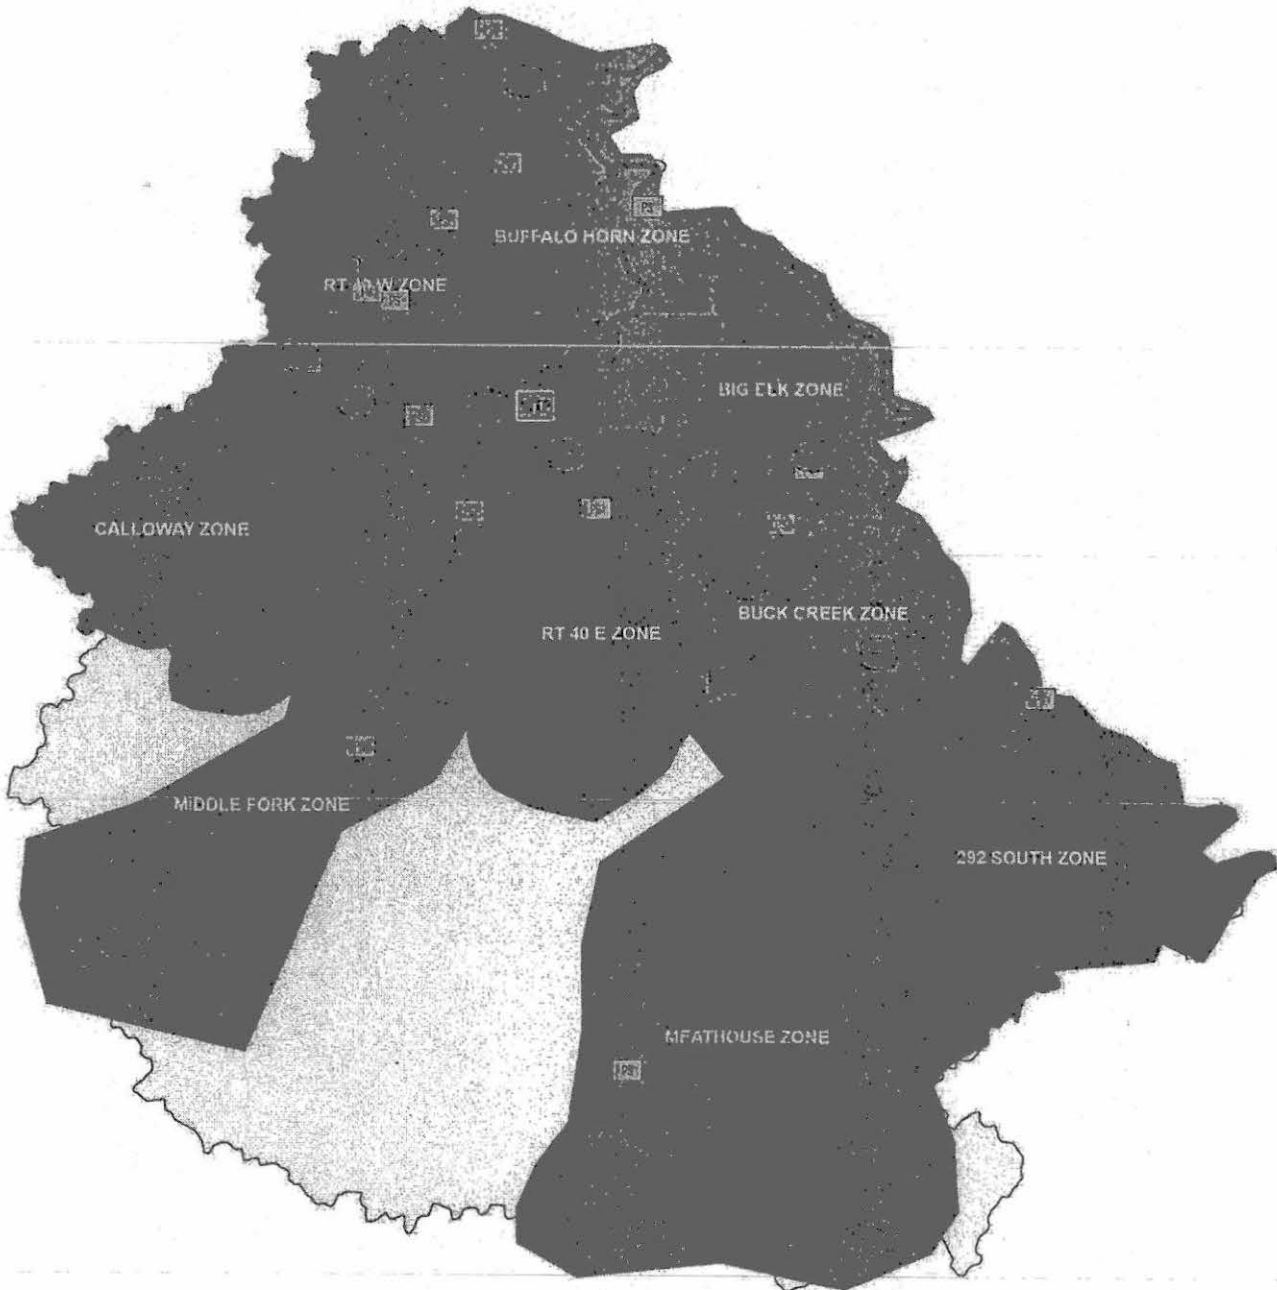 BUFFALO HORN ZONE
RT 40 W ZONE
BIG ELK ZONE
CALLOWAY ZONE
BUCK CREEK ZONE
RT 40 E ZONE
MIDDLE FORK ZONE
292 SOUTH ZONE
MEATHOUSE ZONE